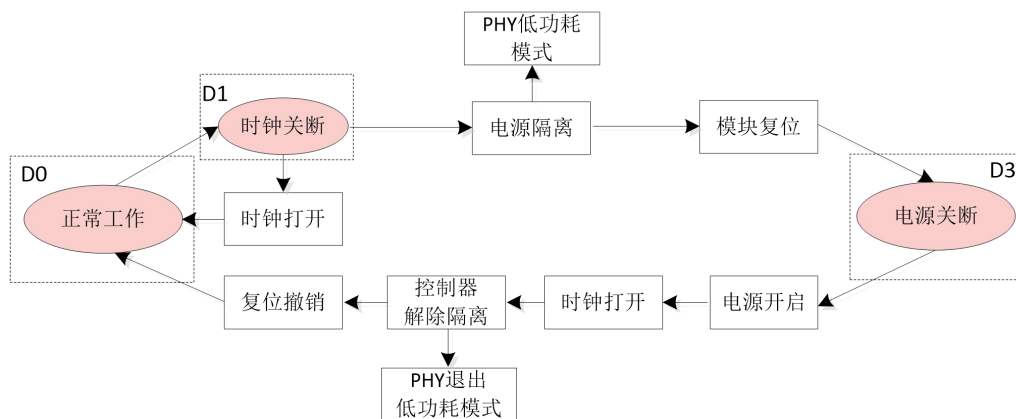 PHY低功耗
模式
D1
时钟关断
电源隔离
模块复位
D0
D3
正常工作
时钟打开
电源关断
复位撤销
控制器
解除隔离
时钟打开
电源开启
PHY退出
低功耗模式